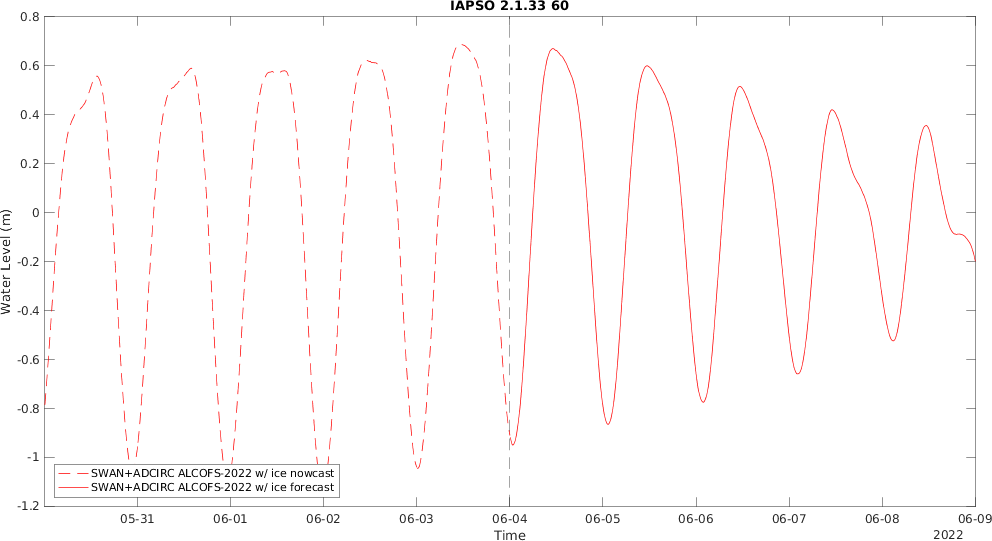 IAPSO 2.1.33 60
0.8
0.6
0.4
0.2
0
-0.2
-0.4
-0.6
-0.8
-1
-1.2
Water Level (m)
SWAN+ADCIRC ALCOFS-2022 w/ ice nowcast
SWAN+ADCIRC ALCOFS-2022 w/ ice forecast
05-31 06-01 06-02 06-03 06-04 06-05 06-06 06-07 06-08 06-09
Time
2022